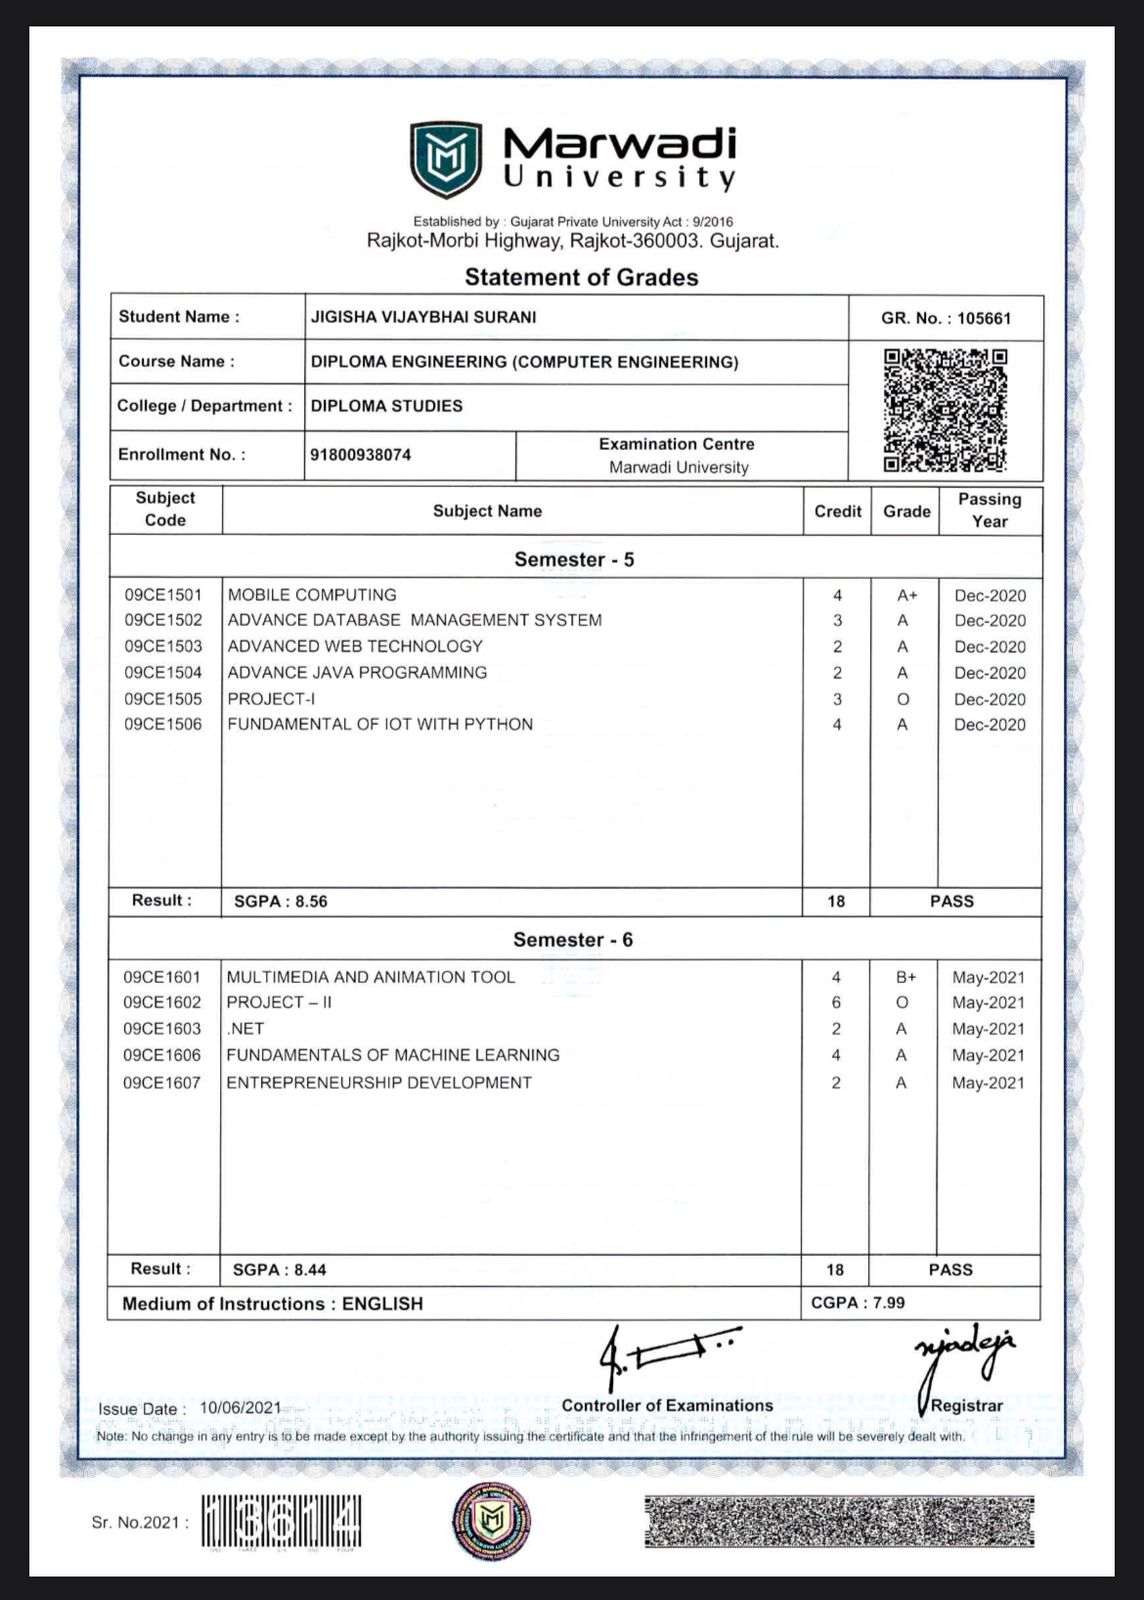 Marwadi
University
Established by : Gujarat Private University Act : 9/2016
Rajkot-Morbi Highway, Rajkot-360003. Gujarat.
Statement of Grades
Student Name : JIGISHA VIJAYBHAI SURANI GR. No. : 105661
Course Name : DIPLOMA ENGINEERING (COMPUTER ENGINEERING)
College / Department : DIPLOMA STUDIES
Enrollment No. : 91800938074 Examination Centre
Marwadi University
Subject Code Subject Name Credit Grade Passing Year
Semester - 5
09CE1501 MOBILE COMPUTING 4 A+ Dec-2020
09CE1502 ADVANCE DATABASE MANAGEMENT SYSTEM 3 A Dec-2020
09CE1503 ADVANCED WEB TECHNOLOGY 2 A Dec-2020
09CE1504 ADVANCE JAVA PROGRAMMING 2 A Dec-2020
09CE1505 PROJECT-I 3 O Dec-2020
09CE1506 FUNDAMENTAL OF IOT WITH PYTHON 4 A Dec-2020
Result : SGPA : 8.56 18 PASS
Semester - 6
09CE1601 MULTIMEDIA AND ANIMATION TOOL 4 B+ May-2021
09CE1602 PROJECT – II 6 O May-2021
09CE1603 .NET 2 A May-2021
09CE1606 FUNDAMENTALS OF MACHINE LEARNING 4 A May-2021
09CE1607 ENTREPRENEURSHIP DEVELOPMENT 2 A May-2021
Result : SGPA : 8.44 18 PASS
Medium of Instructions : ENGLISH CGPA : 7.99
njadeja
Issue Date : 10/06/2021 Controller of Examinations Registrar
Note: No change in any entry is to be made except by the authority issuing the certificate and that the infringement of the rule will be severely dealt with.
Sr. No.2021 : 13614
ONE THREE SIX ONE FOUR